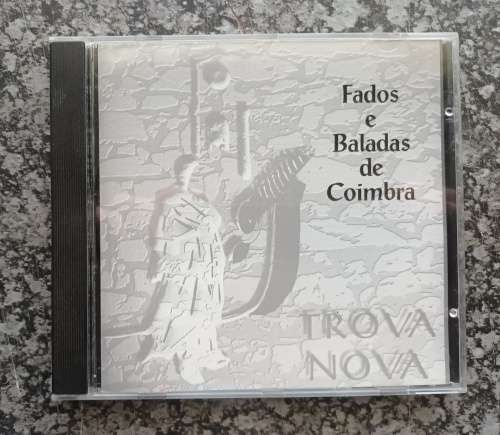 Fados
e
Baladas
de
Coimbra
TROVA
NOVA